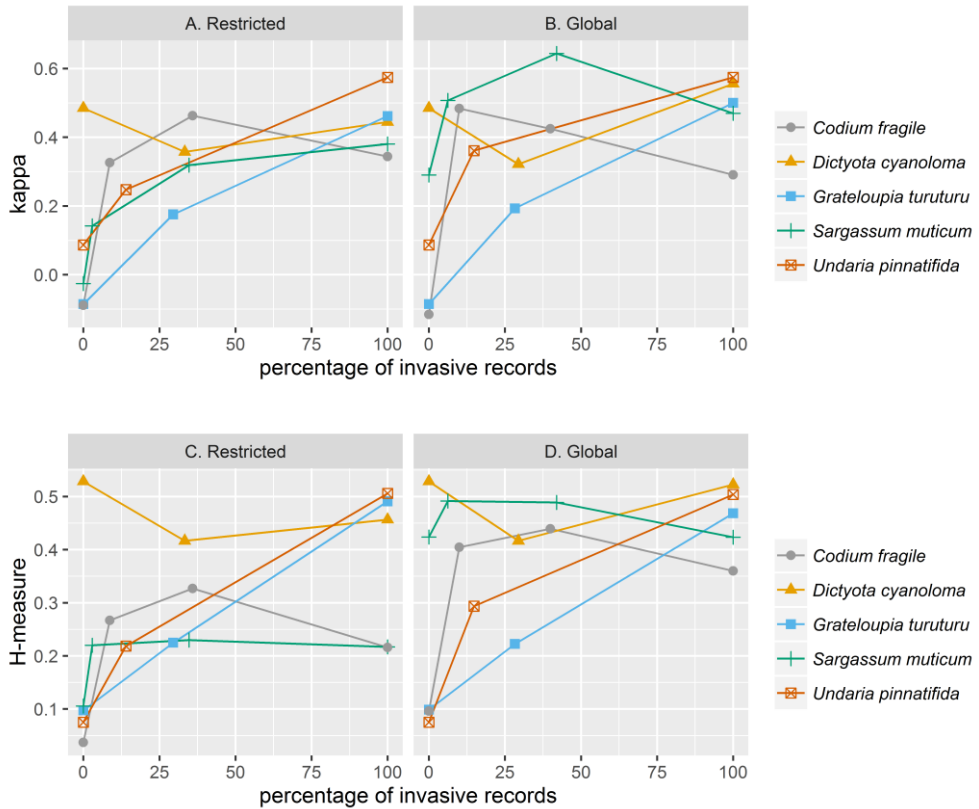 A. Restricted
B. Global
kappa
0.6
0.4
0.2
0.0
0 25 50 75 100
0 25 50 75 100
percentage of invasive records
Codium fragile
Dictyota cyanoloma
Grateloupia turuturu
Sargassum muticum
Undaria pinnatifida
C. Restricted
D. Global
H-measure
0.5
0.4
0.3
0.2
0.1
0 25 50 75 100
0 25 50 75 100
percentage of invasive records
Codium fragile
Dictyota cyanoloma
Grateloupia turuturu
Sargassum muticum
Undaria pinnatifida